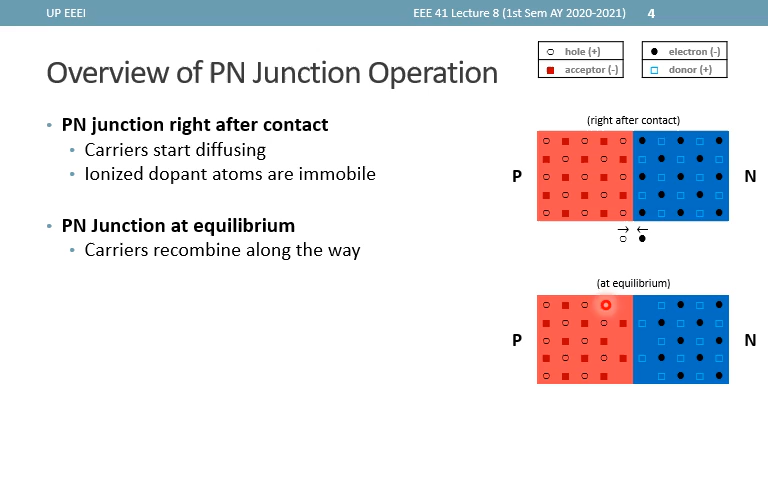 UP EEEI
EEE 41 Lecture 8 (1st Sem AY 2020-2021)
4
Overview of PN Junction Operation
hole (+)
acceptor (-)
electron (-)
donor (+)
• PN junction right after contact
• Carriers start diffusing
• Ionized dopant atoms are immobile
• PN Junction at equilibrium
• Carriers recombine along the way
(right after contact)
P
N
(at equilibrium)
P
N